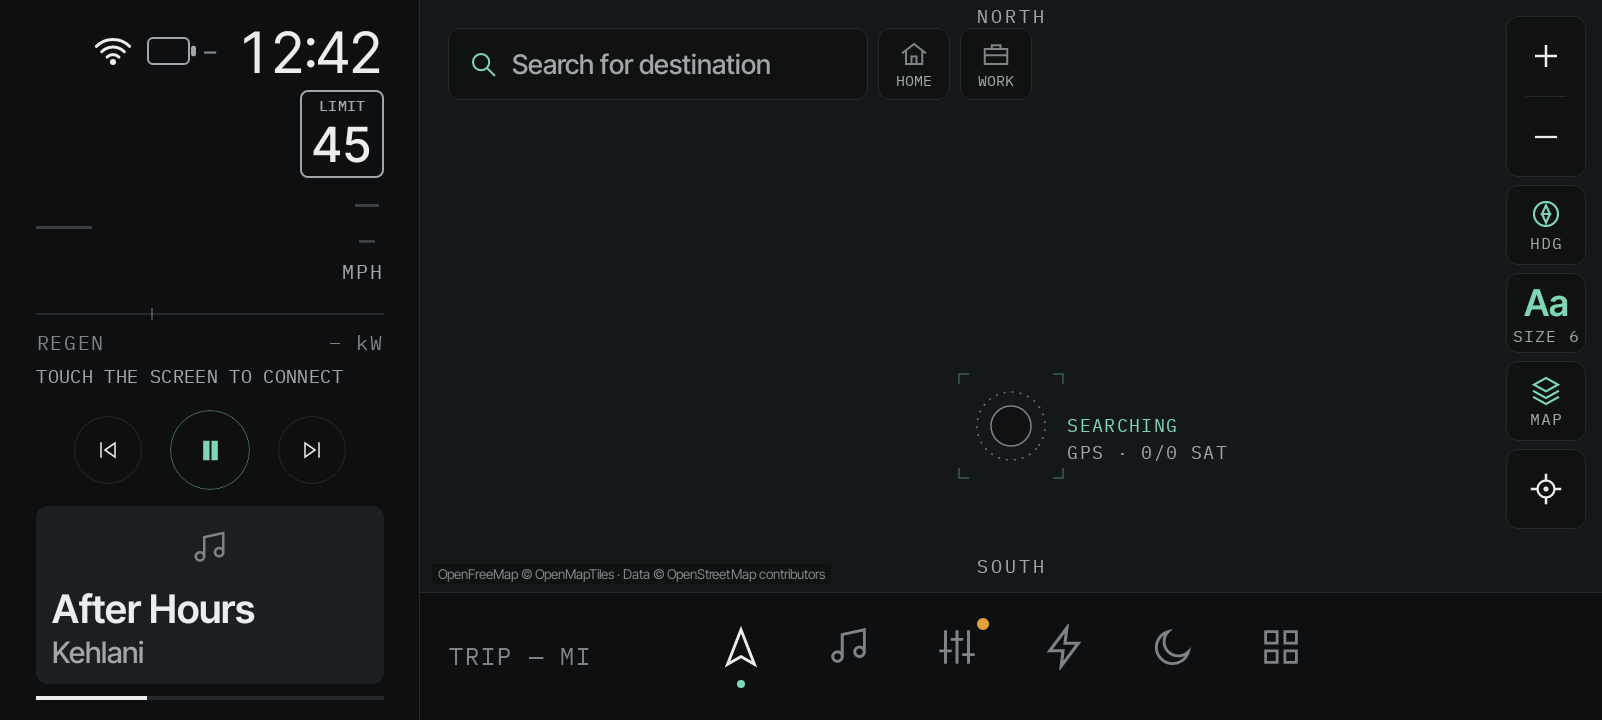 12:42
LIMIT
45
MPH
REGEN
– kW
TOUCH THE SCREEN TO CONNECT
After Hours
Kehlani
NORTH
Search for destination
HOME
WORK
SEARCHING
GPS · 0/0 SAT
SOUTH
OpenFreeMap © OpenMapTiles · Data © OpenStreetMap contributors
HDG
Aa
SIZE 6
MAP
TRIP – MI